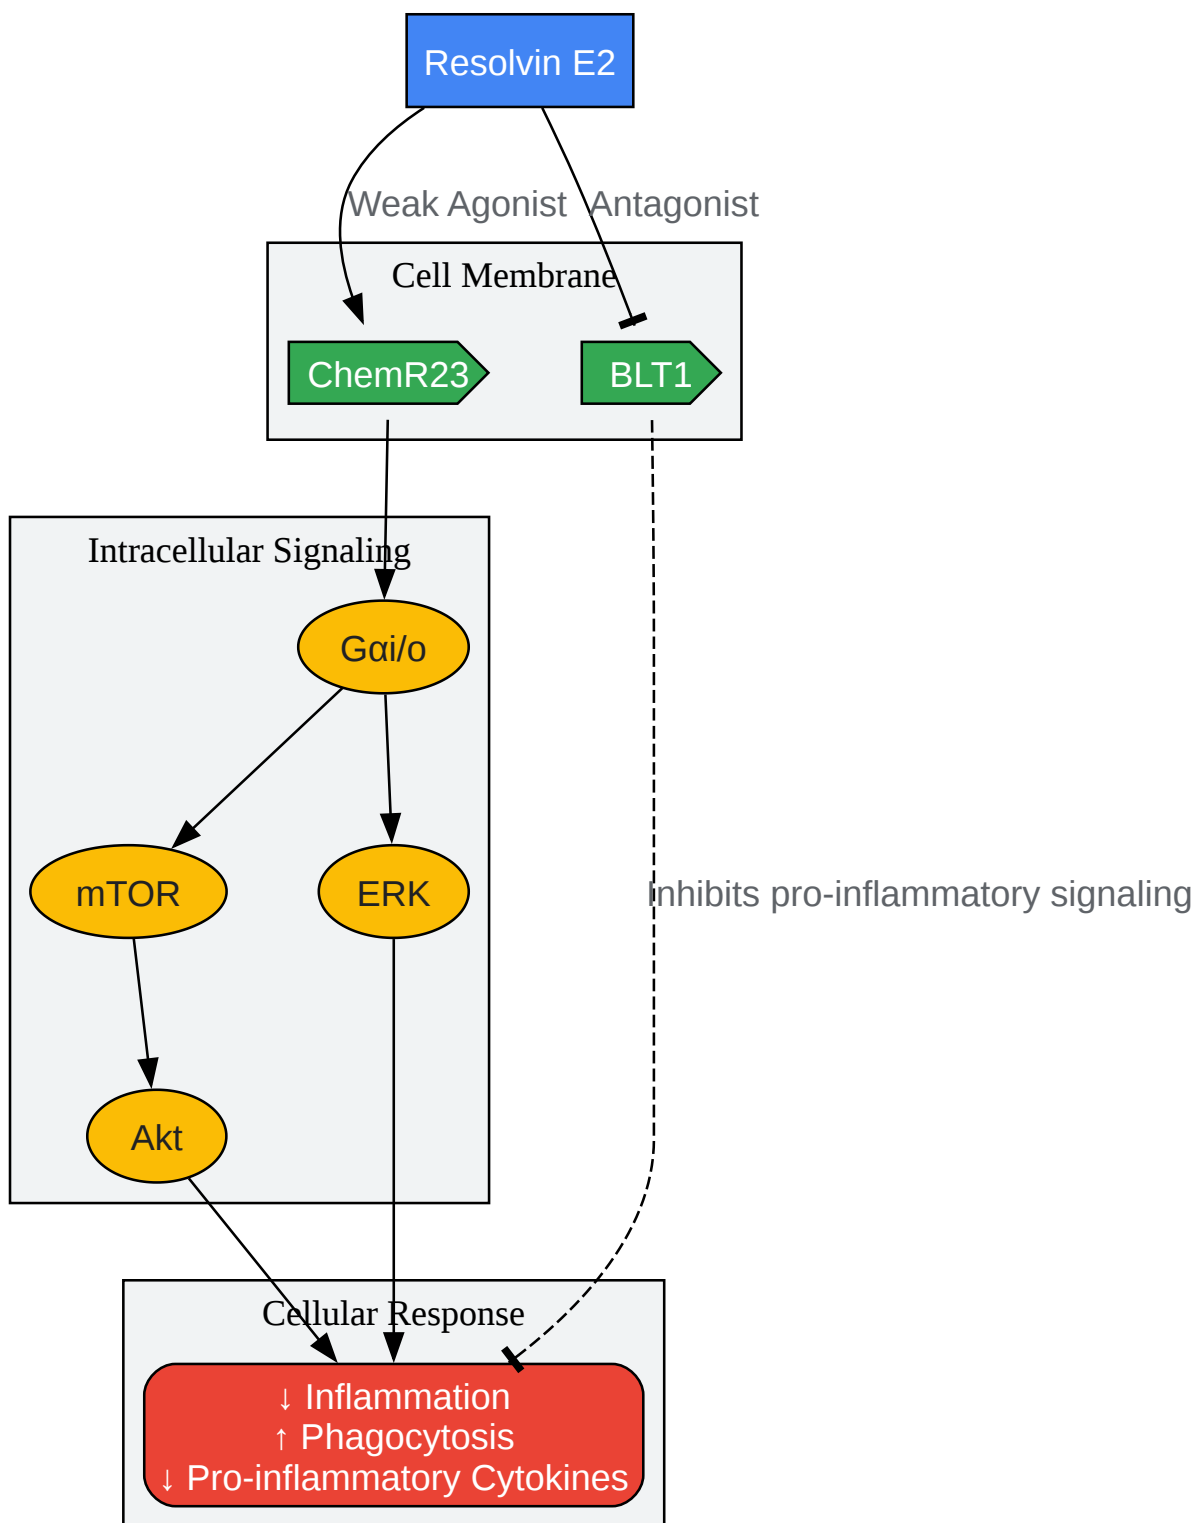 Resolvin E2
Weak Agonist
Antagonist
Cell Membrane
ChemR23
BLT1
Intracellular Signaling
Gαi/o
mTOR
ERK
Inhibits pro-inflammatory signaling
Akt
Cellular Response
↓ Inflammation
↑ Phagocytosis
↓ Pro-inflammatory Cytokines